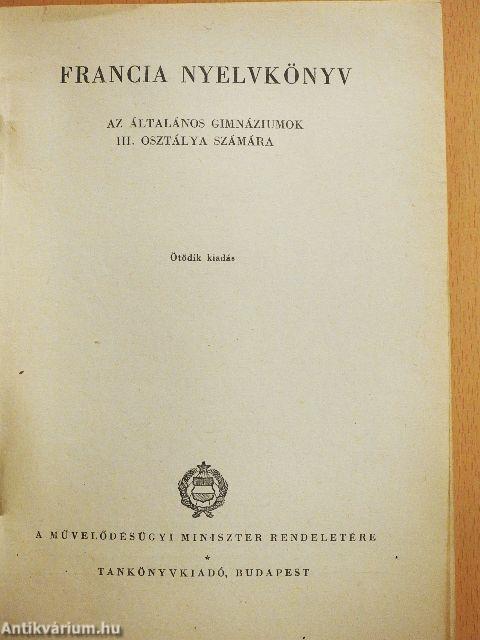 FRANCIA NYELVKÖNYV
AZ ÁLTALÁNOS GIMNÁZIUMOK
III. OSZTÁLYA SZÁMÁRA
Ötödik kiadás
A MŰVELŐDÉSÜGYI MINISZTER RENDELETÉRE
*
TANKÖNYVKIADÓ, BUDAPEST
Antikvárium.hu